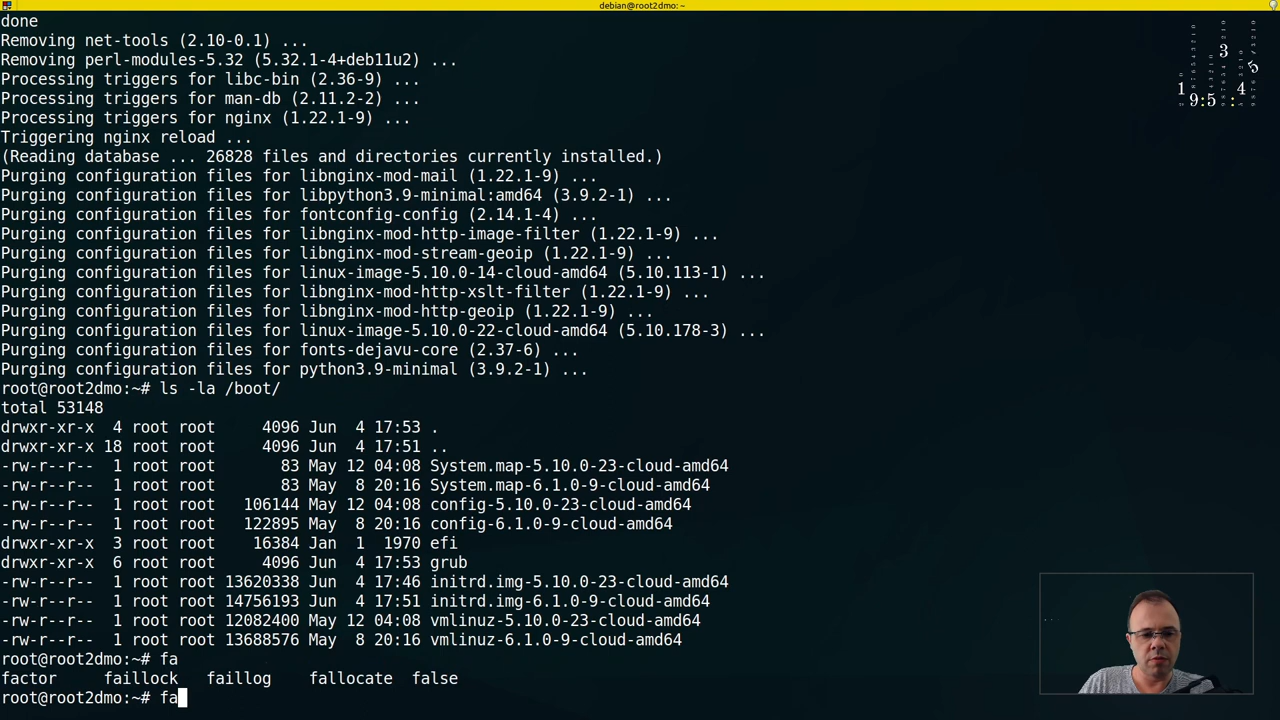 debian@root2dmo: ~
done
Removing net-tools (2.10-0.1) ...
Removing perl-modules-5.32 (5.32.1-4+deb11u2) ...
Processing triggers for libc-bin (2.36-9) ...
Processing triggers for man-db (2.11.2-2) ...
Processing triggers for nginx (1.22.1-9) ...
Triggering nginx reload ...
(Reading database ... 26828 files and directories currently installed.)
Purging configuration files for libnginx-mod-mail (1.22.1-9) ...
Purging configuration files for libpython3.9-minimal:amd64 (3.9.2-1) ...
Purging configuration files for fontconfig-config (2.14.1-4) ...
Purging configuration files for libnginx-mod-http-image-filter (1.22.1-9) ...
Purging configuration files for libnginx-mod-stream-geoip (1.22.1-9) ...
Purging configuration files for linux-image-5.10.0-14-cloud-amd64 (5.10.113-1) ...
Purging configuration files for libnginx-mod-http-xslt-filter (1.22.1-9) ...
Purging configuration files for libnginx-mod-http-geoip (1.22.1-9) ...
Purging configuration files for linux-image-5.10.0-22-cloud-amd64 (5.10.178-3) ...
Purging configuration files for fonts-dejavu-core (2.37-6) ...
Purging configuration files for python3.9-minimal (3.9.2-1) ...
root@root2dmo:~# ls -la /boot/
total 53148
drwxr-xr-x  4 root root     4096 Jun  4 17:53 .
drwxr-xr-x 18 root root     4096 Jun  4 17:51 ..
-rw-r--r--  1 root root       83 May 12 04:08 System.map-5.10.0-23-cloud-amd64
-rw-r--r--  1 root root       83 May  8 20:16 System.map-6.1.0-9-cloud-amd64
-rw-r--r--  1 root root   106144 May 12 04:08 config-5.10.0-23-cloud-amd64
-rw-r--r--  1 root root   122895 May  8 20:16 config-6.1.0-9-cloud-amd64
drwxr-xr-x  3 root root    16384 Jan  1  1970 efi
drwxr-xr-x  6 root root     4096 Jun  4 17:53 grub
-rw-r--r--  1 root root 13620338 Jun  4 17:46 initrd.img-5.10.0-23-cloud-amd64
-rw-r--r--  1 root root 14756193 Jun  4 17:51 initrd.img-6.1.0-9-cloud-amd64
-rw-r--r--  1 root root 12082400 May 12 04:08 vmlinuz-5.10.0-23-cloud-amd64
-rw-r--r--  1 root root 13688576 May  8 20:16 vmlinuz-6.1.0-9-cloud-amd64
root@root2dmo:~# fa
factor     faillock   faillog    fallocate  false
root@root2dmo:~# fa